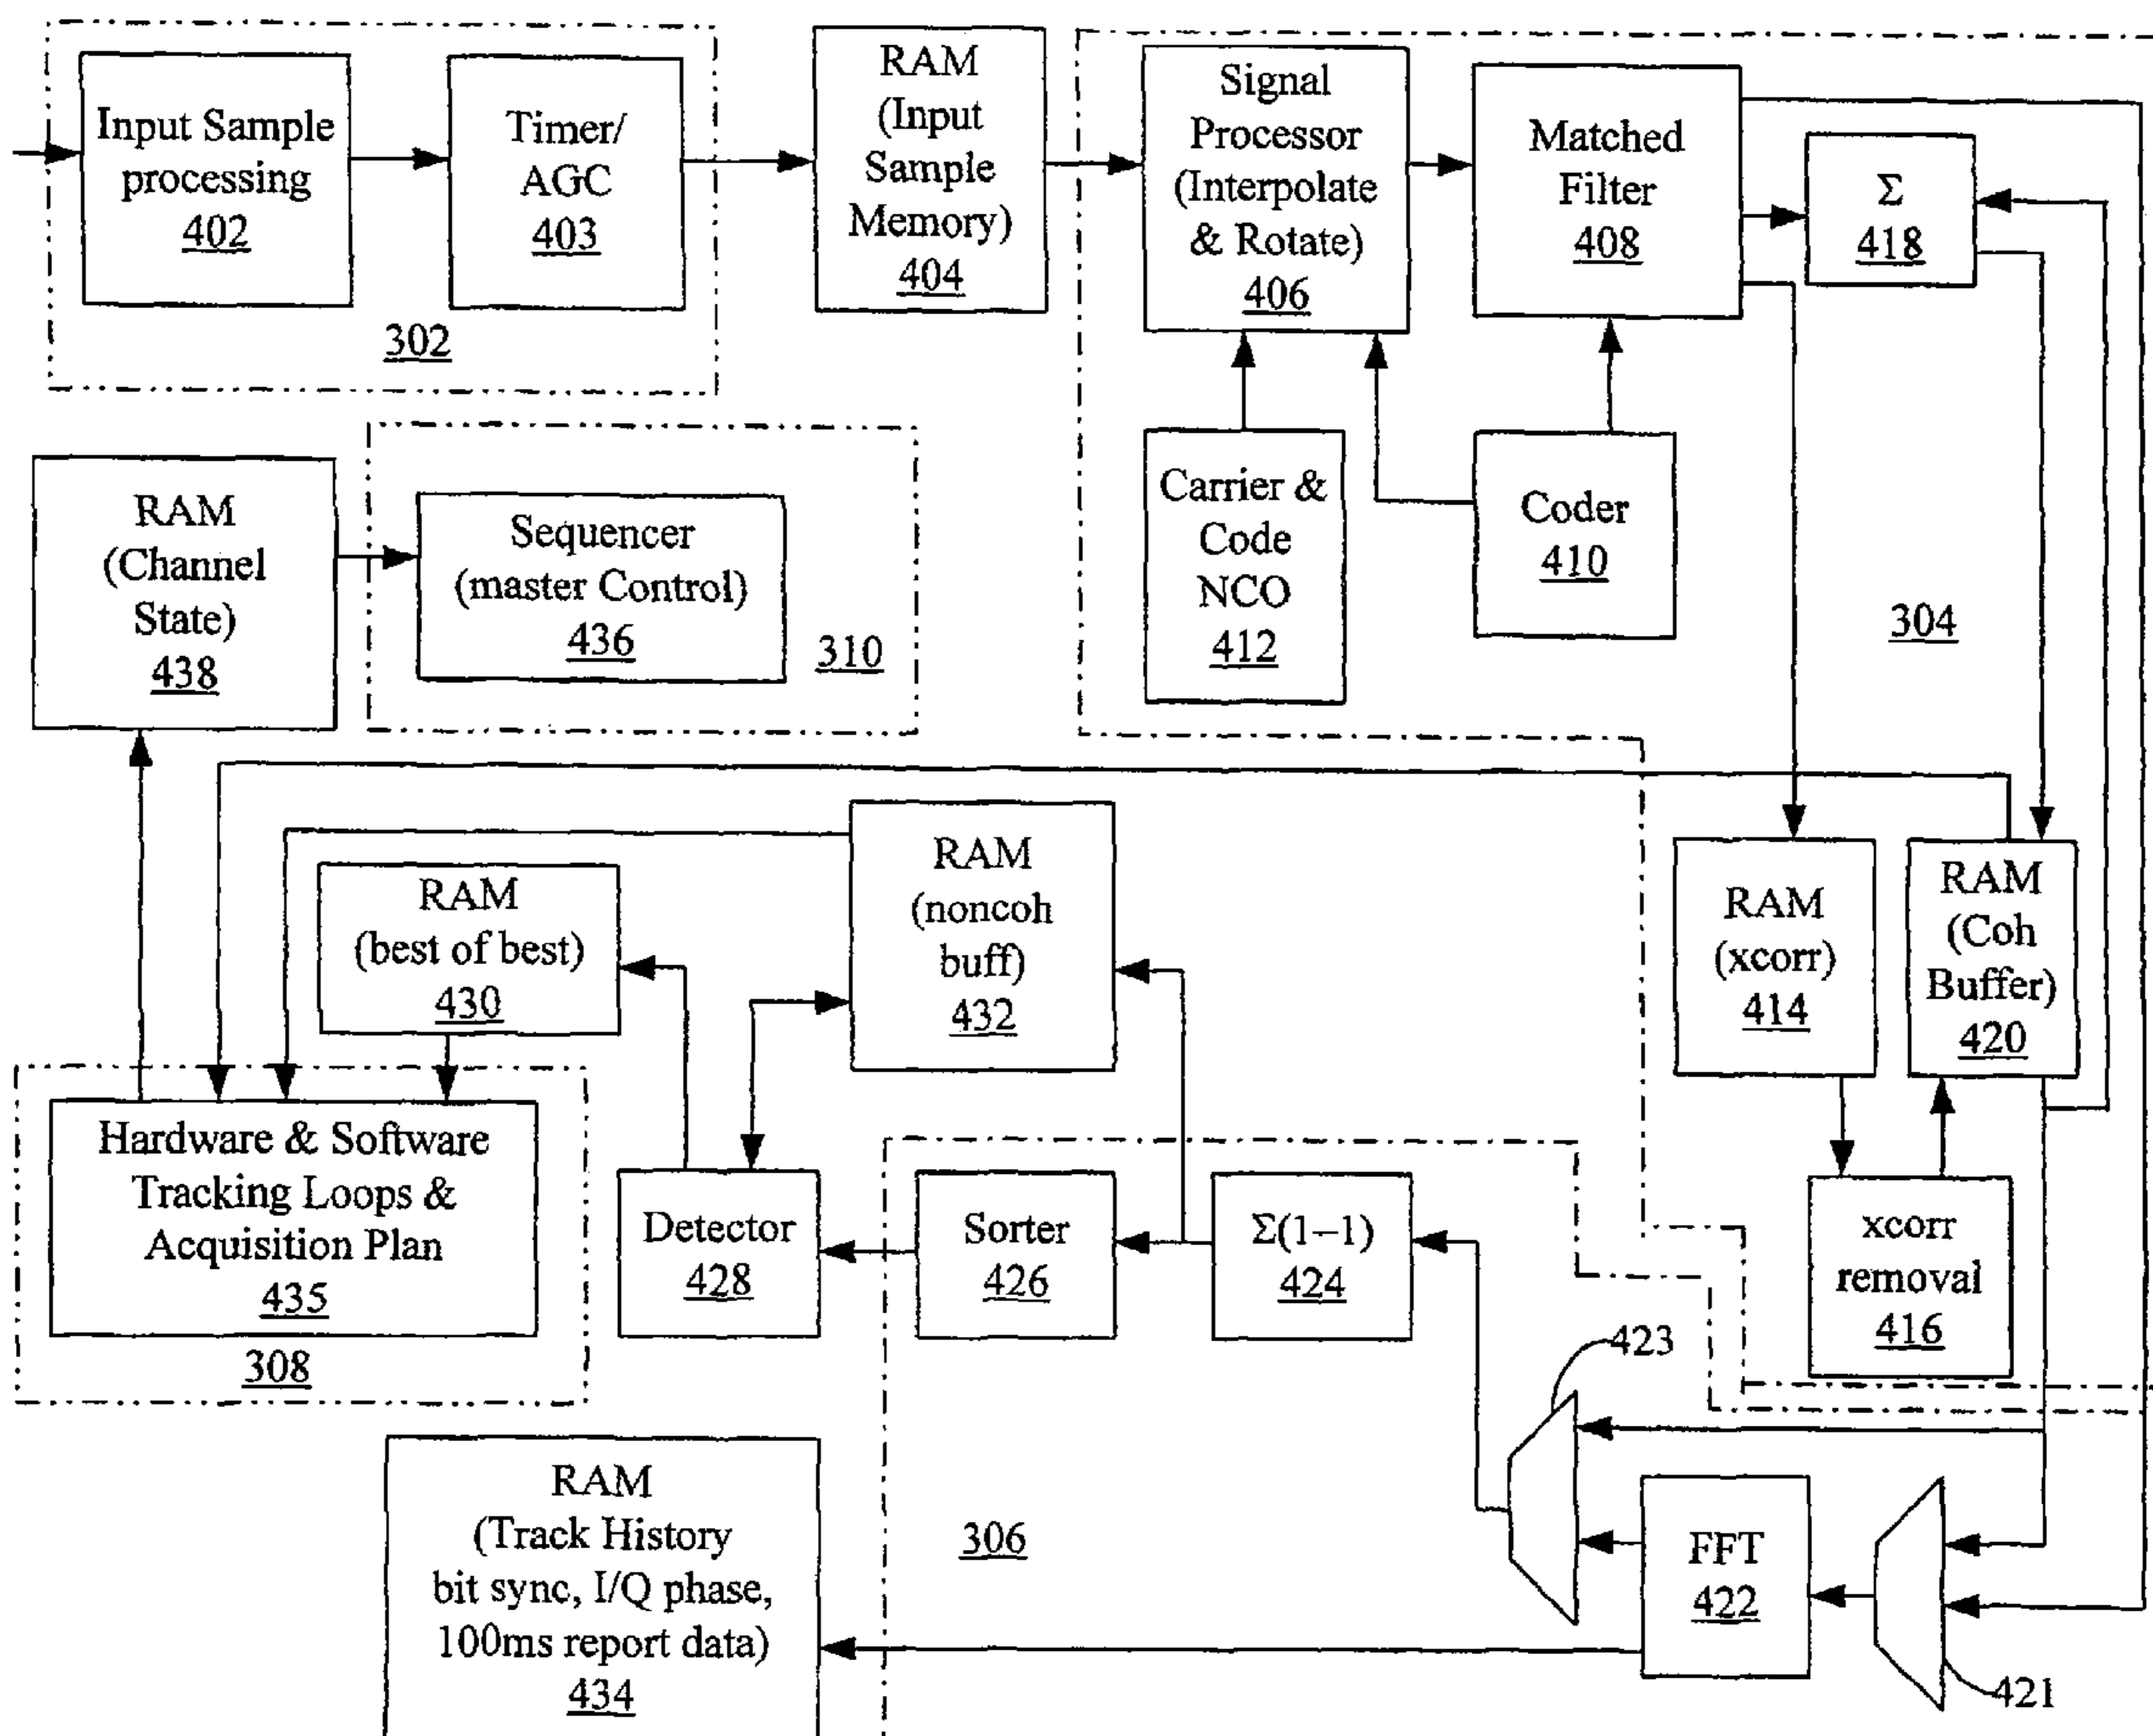 Input Sample
processing
402
Timer/
AGC
403
302
RAM
(Input
Sample
Memory)
404
Signal
Processor
(Interpolate
& Rotate)
406
Matched
Filter
408
Σ
418
Carrier &
Code
NCO
412
Coder
410
304
RAM
(Channel
State)
438
Sequencer
(master Control)
436
310
RAM
(best of best)
430
RAM
(noncoh
buff)
432
RAM
(xcorr)
414
RAM
(Coh
Buffer)
420
Hardware & Software
Tracking Loops &
Acquisition Plan
435
308
Detector
428
Sorter
426
Σ(1–1)
424
xcorr
removal
416
423
RAM
(Track History
bit sync, I/Q phase,
100ms report data)
434
306
FFT
422
421